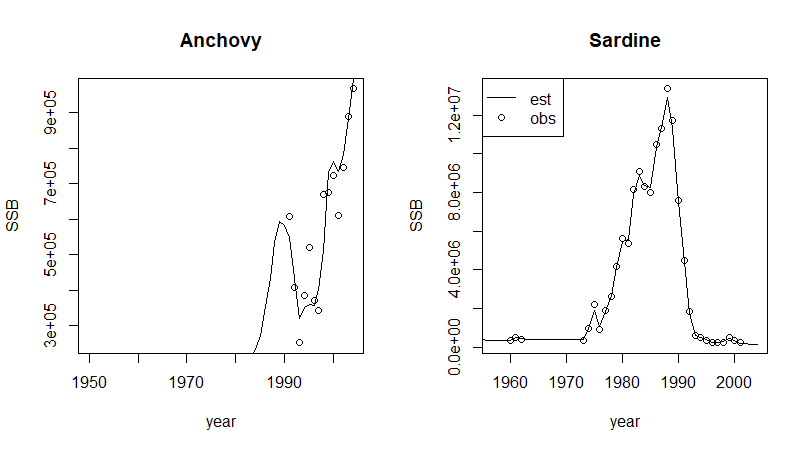 Anchovy
SSB
9e+05
7e+05
5e+05
3e+05
1950
1970
1990
year
Sardine
est
obs
SSB
1.2e+07
8.0e+06
4.0e+06
0.0e+00
1960
1970
1980
1990
2000
year